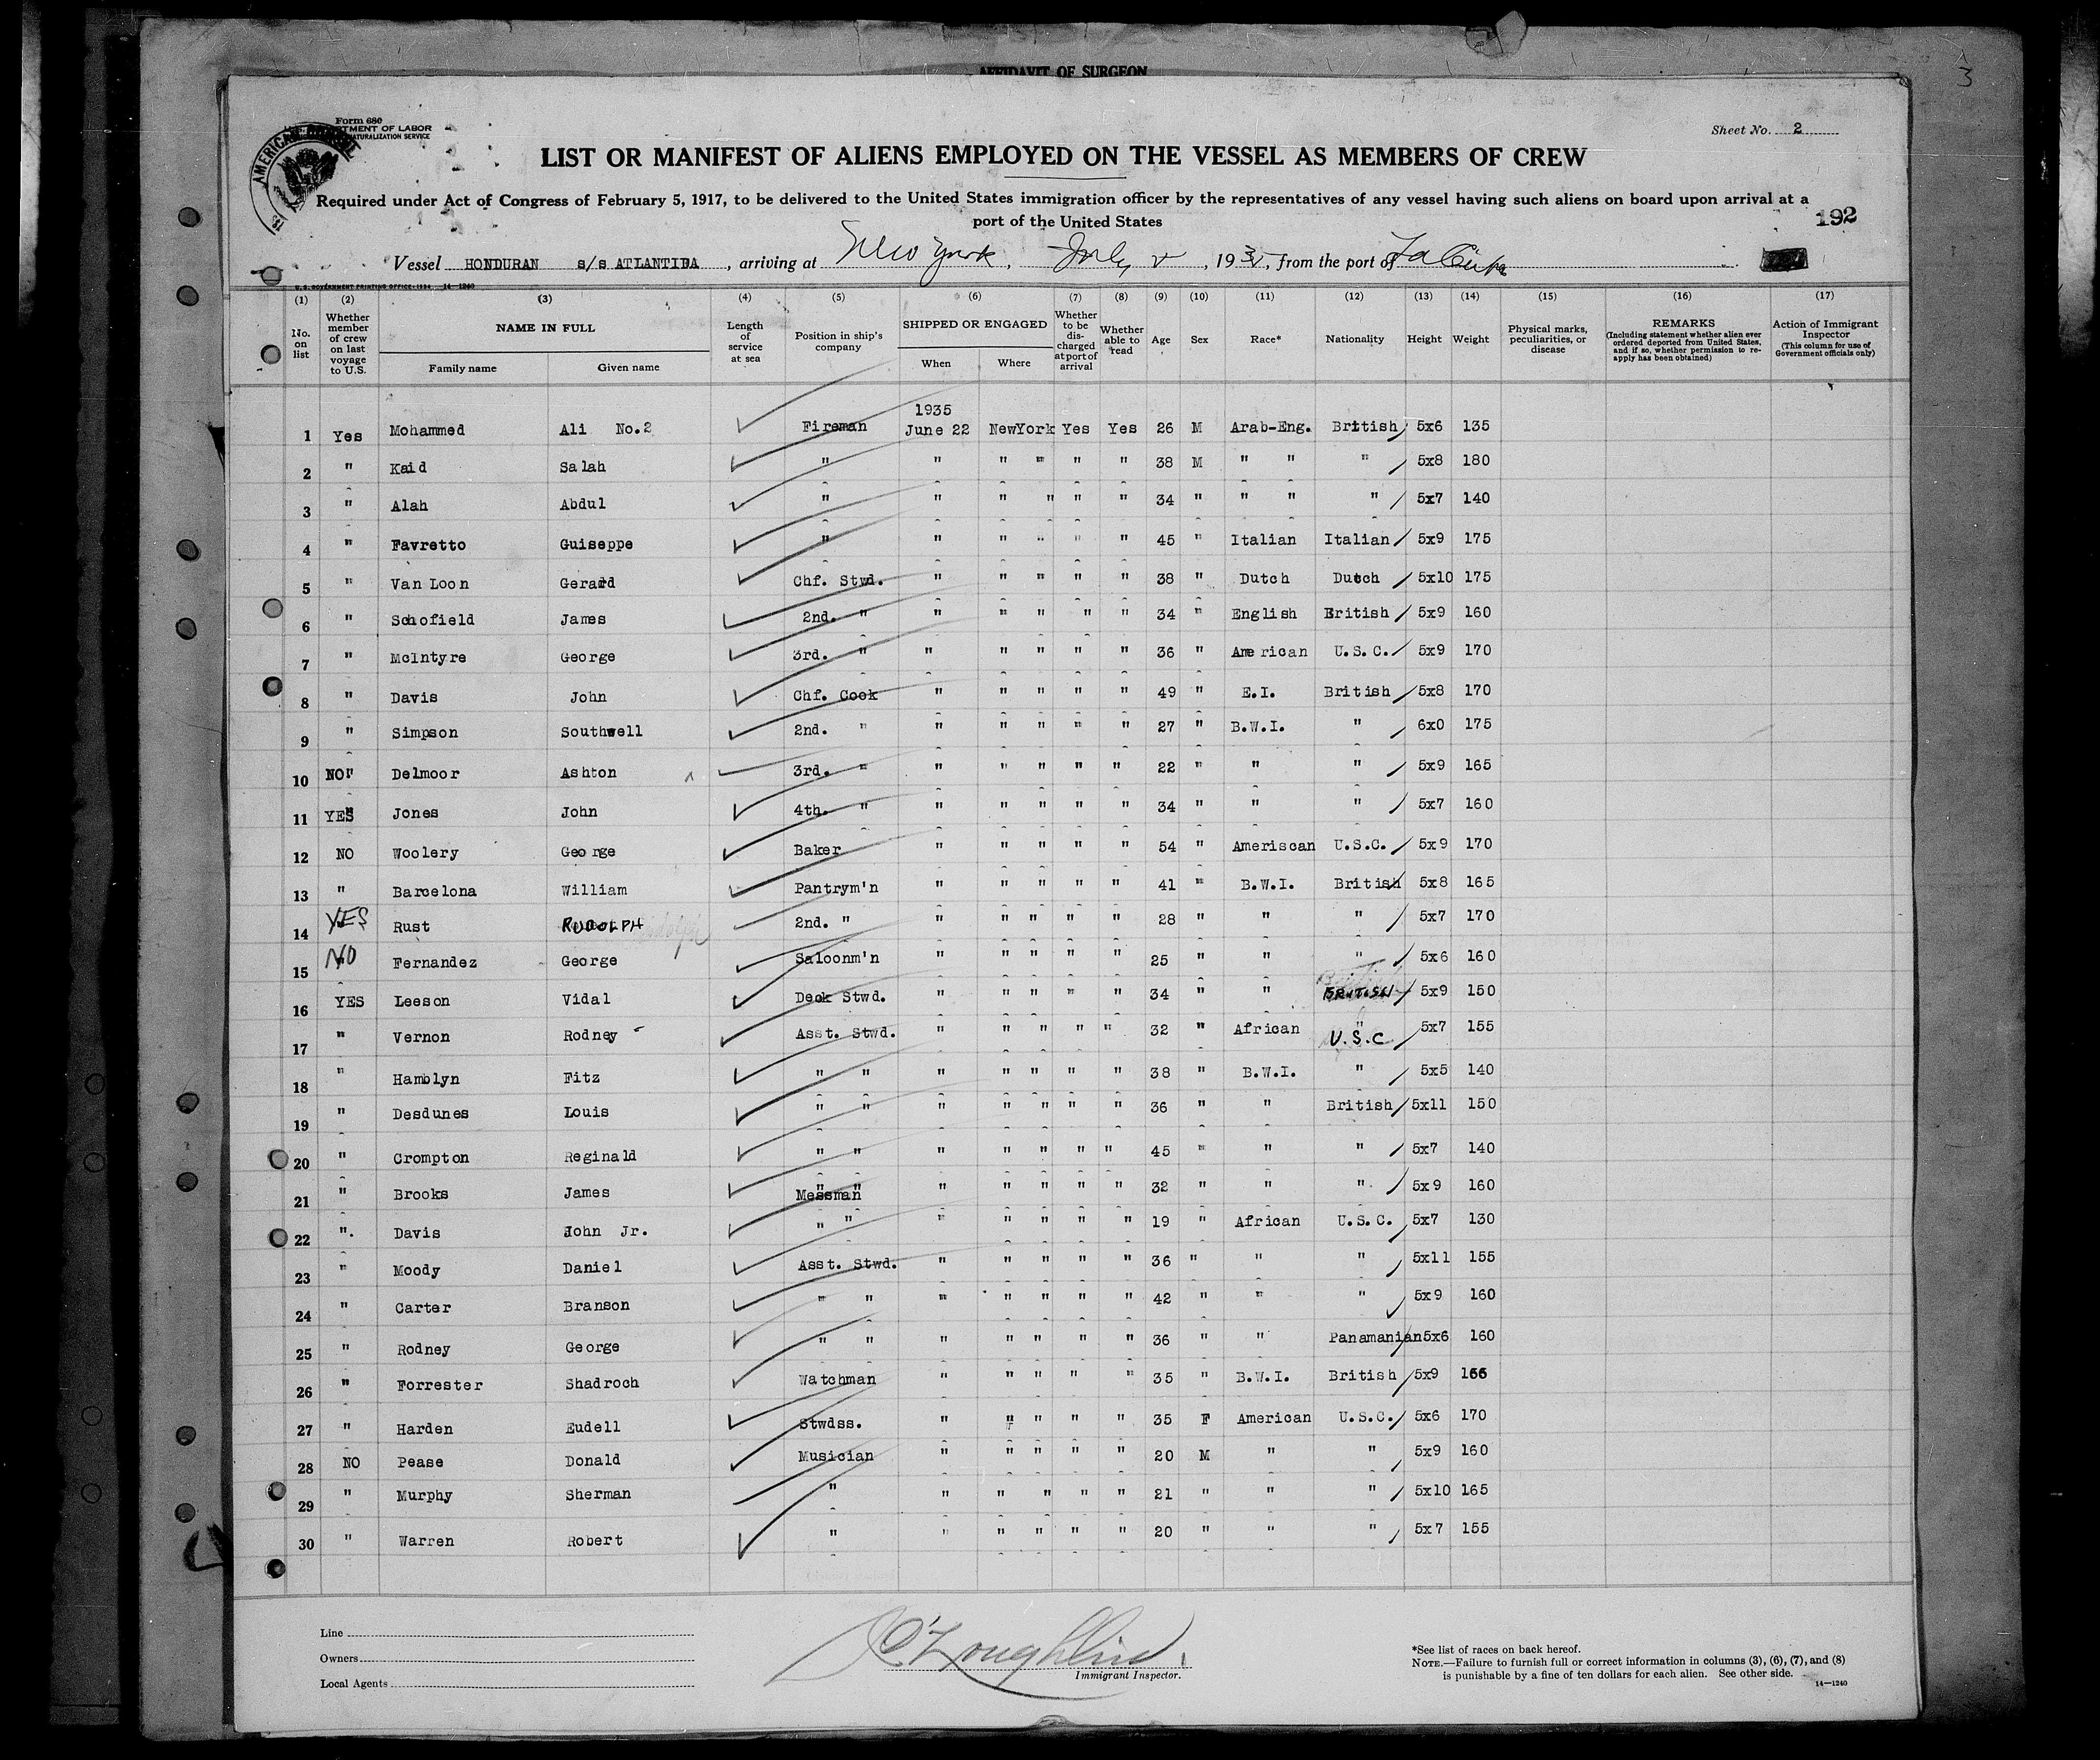 AFFIDAVIT OF SURGEON
3
Form 680
DEPARTMENT OF LABOR
NATURALIZATION SERVICE
AMERICAN
Sheet No. 2
LIST OR MANIFEST OF ALIENS EMPLOYED ON THE VESSEL AS MEMBERS OF CREW
Required under Act of Congress of February 5, 1917, to be delivered to the United States immigration officer by the representatives of any vessel having such aliens on board upon arrival at a
port of the United States
192
Vessel HONDURAN s/s ATLANTIDA, arriving at New York, July 2, 1935, from the port of La Ceiba
U. S. GOVERNMENT PRINTING OFFICE: 1934 14—1240
(1) (2) (3) (4) (5) (6) (7) (8) (9) (10) (11) (12) (13) (14) (15) (16) (17)
No. on list
Whether member of crew on last voyage to U.S.
NAME IN FULL
Family name Given name
Length of service at sea
Position in ship's company
SHIPPED OR ENGAGED
When Where
Whether to be discharged at port of arrival
Whether able to read
Age Sex Race* Nationality Height Weight
Physical marks, peculiarities, or disease
REMARKS
(Including statement whether alien ever ordered deported from United States, and if so, whether permission to reapply has been obtained)
Action of Immigrant Inspector
(This column for use of Government officials only)
1935
1 Yes Mohammed Ali No.2 Fireman June 22 NewYork Yes Yes 26 M Arab-Eng. British 5x6 135
2 " Kaid Salah " " " " " " 38 M " " " 5x8 180
3 " Alah Abdul " " " " " " 34 " " " " 5x7 140
4 " Favretto Guiseppe " " " " " " 45 " Italian Italian 5x9 175
5 " Van Loon Gerard Chf. Stwd. " " " " " 38 " Dutch Dutch 5x10 175
6 " Schofield James 2nd. " " " " " " 34 " English British 5x9 160
7 " McIntyre George 3rd. " " " " " " 36 " American U.S.C. 5x9 170
8 " Davis John Chf. Cook " " " " " 49 " E.I. British 5x8 170
9 " Simpson Southwell 2nd. " " " " " " 27 " B.W.I. " 6x0 175
10 NO" Delmoor Ashton 3rd. " " " " " " 22 " " " 5x9 165
11 YES Jones John 4th. " " " " " " 34 " " " 5x7 160
12 NO Woolery George Baker " " " " " 54 " Ameriscan U.S.C. 5x9 170
13 " Barcelona William Pantrym'n " " " " " 41 " B.W.I. British 5x8 165
14 YES Rust RUDOLPH 2nd. " " " " " " 28 " " " 5x7 170
15 NO Fernandez George Saloonm'n " " " " " 25 " " " 5x6 160
16 YES Leeson Vidal Deck Stwd. " " " " " 34 " " BRITISH 5x9 150
17 " Vernon Rodney Asst. Stwd. " " " " " 32 " African U.S.C 5x7 155
18 " Hamblyn Fitz " " " " " " " 38 " B.W.I. " 5x5 140
19 " Desdunes Louis " " " " " " " 36 " " British 5x11 150
20 " Crompton Reginald " " " " " " " 45 " " " 5x7 140
21 " Brooks James Messman " " " " " 32 " " " 5x9 160
22 ". Davis John Jr. " " " " " " " 19 " African U.S.C. 5x7 130
23 " Moody Daniel Asst. Stwd. " " " " " 36 " " " 5x11 155
24 " Carter Branson " " " " " " " 42 " " " 5x9 160
25 " Rodney George " " " " " " " 36 " " Panamanian 5x6 160
26 " Forrester Shadroch Watchman " " " " " 35 " B.W.I. British 5x9 166
27 " Harden Eudell Stwdss. " " " " " 35 F American U.S.C. 5x6 170
28 NO Pease Donald Musician " " " " " 20 M " " 5x9 160
29 " Murphy Sherman " " " " " " 21 " " " 5x10 165
30 " Warren Robert " " " " " " 20 " " " 5x7 155
Line
Owners
Local Agents
O'Loughlin
Immigrant Inspector.
*See list of races on back hereof.
NOTE.—Failure to furnish full or correct information in columns (3), (6), (7), and (8)
is punishable by a fine of ten dollars for each alien. See other side.
14—1240